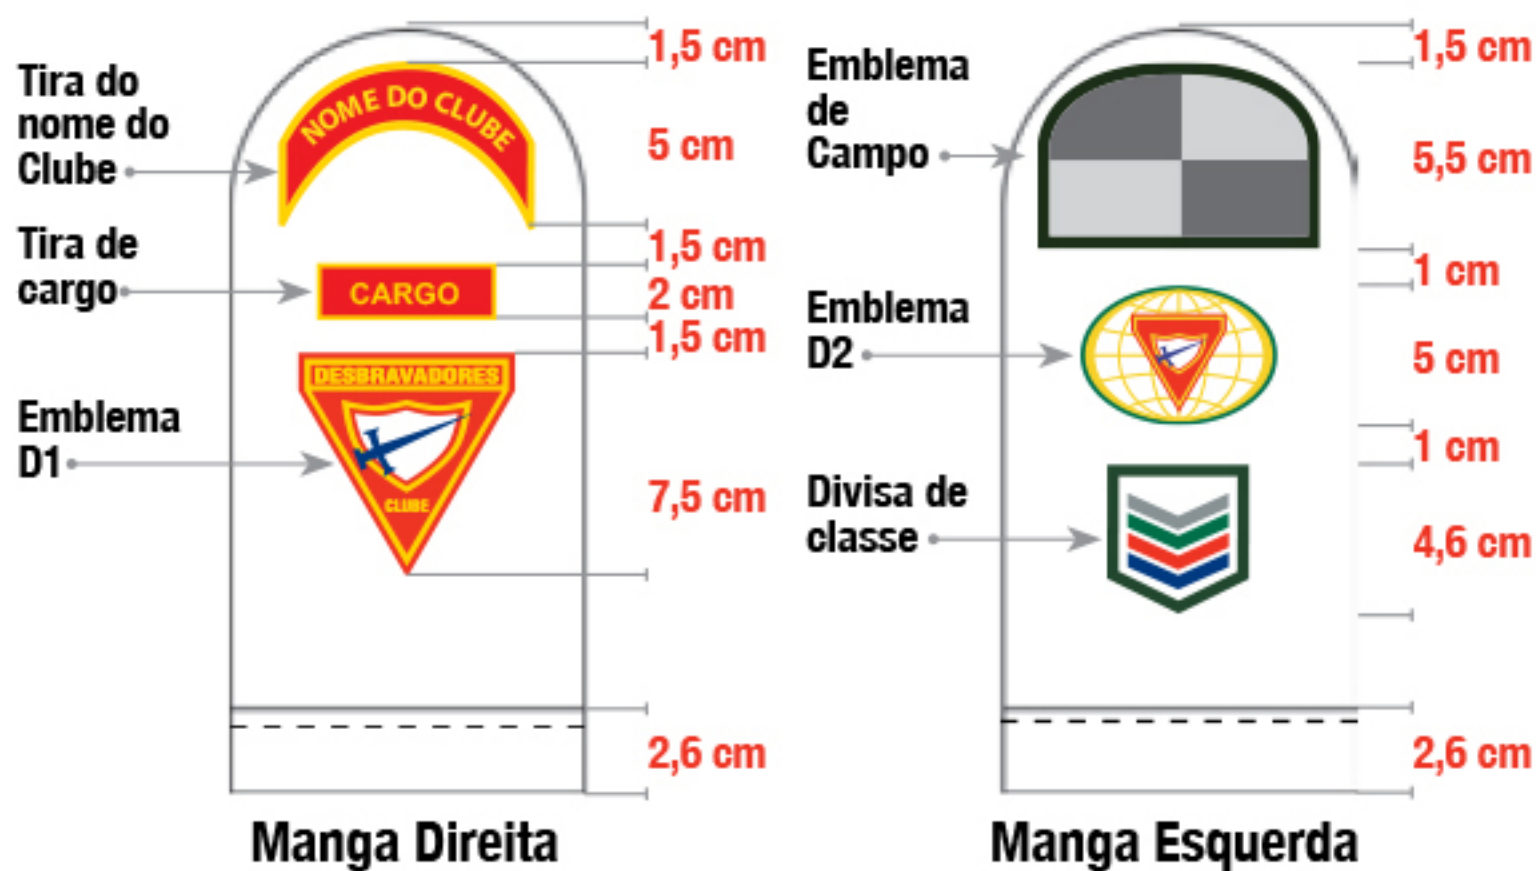 Tira do
nome do
Clube
Tira de
cargo
Emblema
D1
NOME DO CLUBE
CARGO
DESBRAVADORES
CLUBE
1,5 cm
5 cm
1,5 cm
2 cm
1,5 cm
7,5 cm
2,6 cm
Manga Direita
Emblema
de
Campo
Emblema
D2
Divisa de
classe
1,5 cm
5,5 cm
1 cm
5 cm
1 cm
4,6 cm
2,6 cm
Manga Esquerda